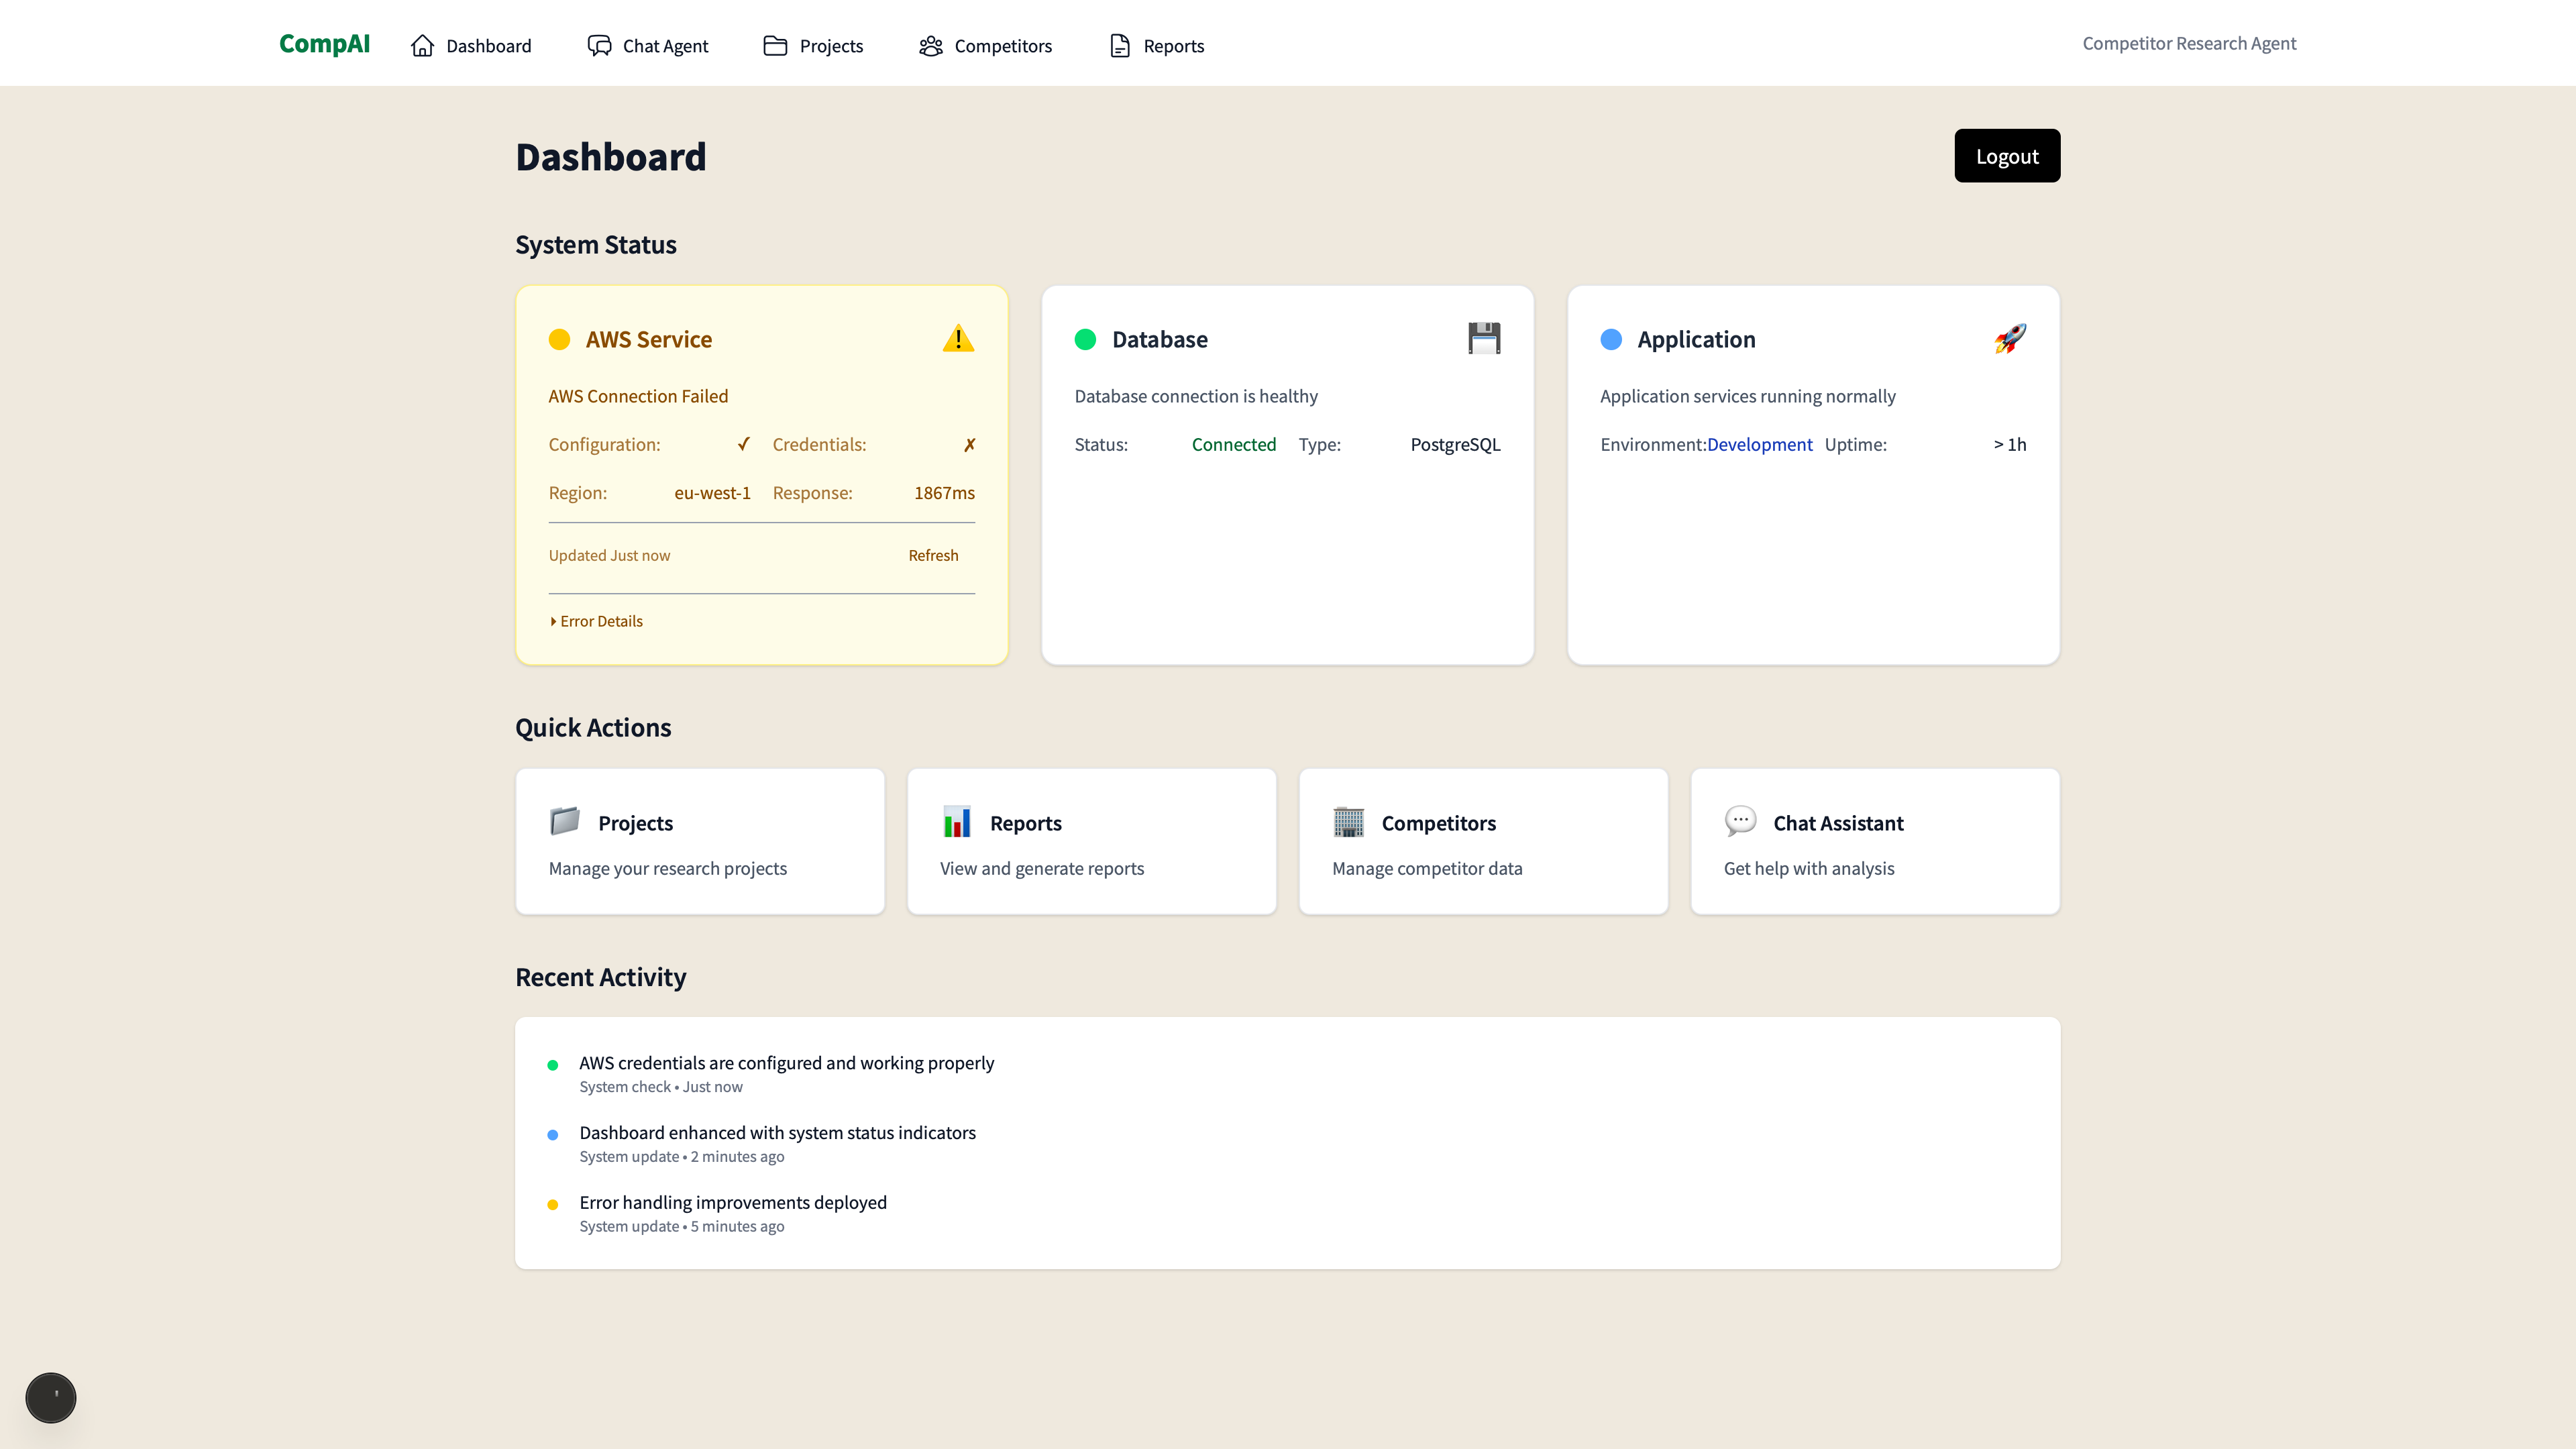 CompAI
Dashboard
Chat Agent
Projects
Competitors
Reports
Competitor Research Agent
Dashboard
Logout
System Status
AWS Service
AWS Connection Failed
Configuration: ✓ Credentials: ✗
Region: eu-west-1 Response: 1867ms
Updated Just now
Refresh
Error Details
Database
Database connection is healthy
Status: Connected Type: PostgreSQL
Application
Application services running normally
Environment:Development Uptime: > 1h
Quick Actions
Projects
Manage your research projects
Reports
View and generate reports
Competitors
Manage competitor data
Chat Assistant
Get help with analysis
Recent Activity
AWS credentials are configured and working properly
System check • Just now
Dashboard enhanced with system status indicators
System update • 2 minutes ago
Error handling improvements deployed
System update • 5 minutes ago